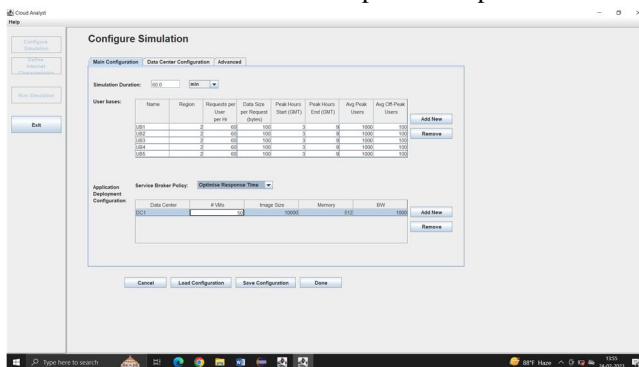 Cloud Analyst
Help
Configure Simulation
Define Internet Characteristics
Run Simulation
Exit
Configure Simulation
Main Configuration Data Center Configuration Advanced
Simulation Duration: 60.0 min
User bases:
Name Region Requests per User per Hr Data Size per Request (bytes) Peak Hours Start (GMT) Peak Hours End (GMT) Avg Peak Users Avg Off-Peak Users
UB1 2 60 100 3 9 1000 100
UB2 2 60 100 3 9 1000 100
UB3 2 60 100 3 9 1000 100
UB4 2 60 100 3 9 1000 100
UB5 2 60 100 3 9 1000 100
Add New
Remove
Application Deployment Configuration:
Service Broker Policy: Optimise Response Time
Data Center # VMs Image Size Memory BW
DC1 50 10000 512 1000
Add New
Remove
Cancel Load Configuration Save Configuration Done
Type here to search
88°F Haze
13:55